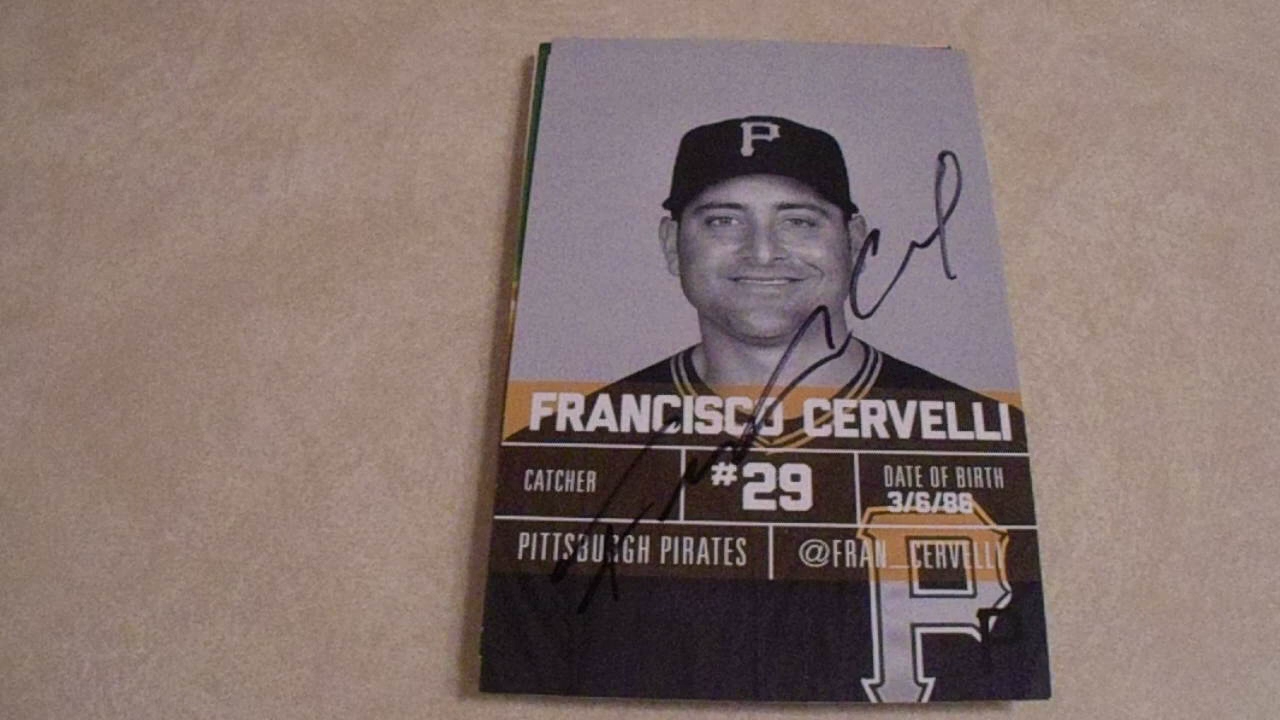 P
FRANCISCO CERVELLI
CATCHER
#29
DATE OF BIRTH
3/6/86
PITTSBURGH PIRATES
@FRAN_CERVELLI
P